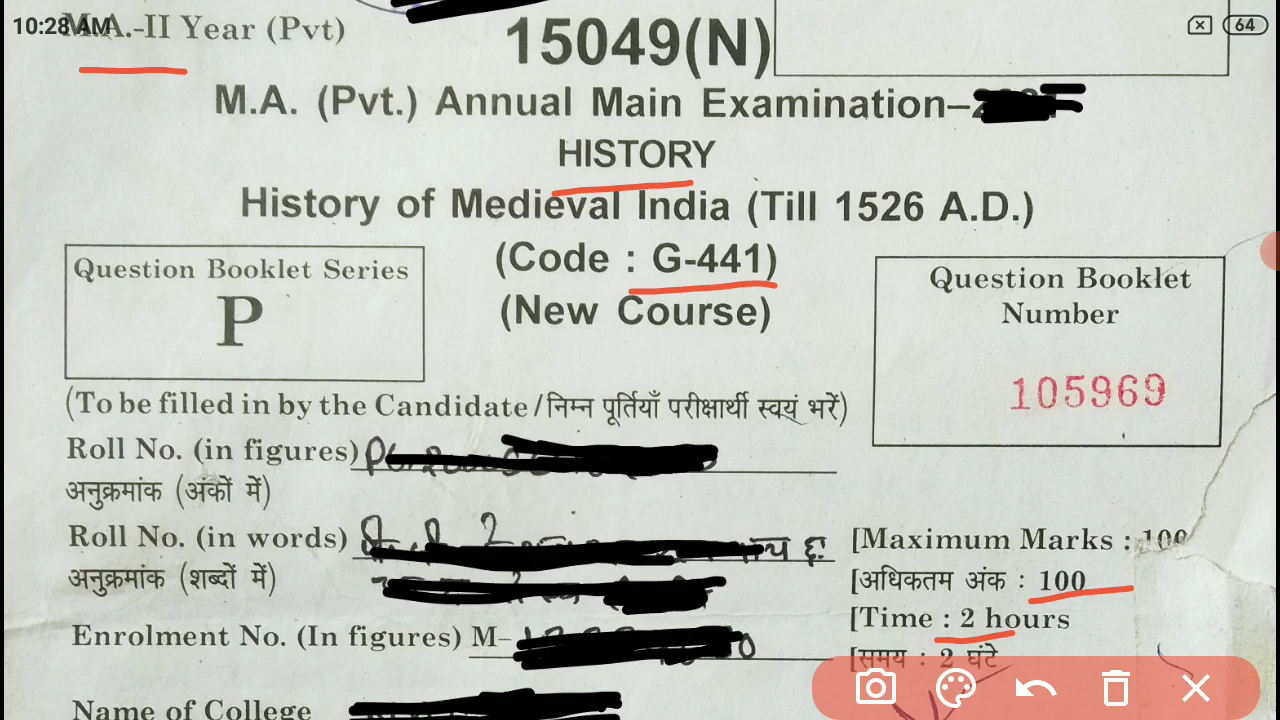 10:28 AM
64
M.A.-II Year (Pvt)
15049(N)
M.A. (Pvt.) Annual Main Examination–
HISTORY
History of Medieval India (Till 1526 A.D.)
(Code : G-441)
(New Course)
Question Booklet Series
P
Question Booklet
Number
105969
(To be filled in by the Candidate/निम्न पूर्तियाँ परीक्षार्थी स्वयं भरें)
Roll No. (in figures)
अनुक्रमांक (अंकों में)
Roll No. (in words)
अनुक्रमांक (शब्दों में)
[Maximum Marks : 100
[अधिकतम अंक : 100
[Time : 2 hours
[समय : 2 घंटे
Enrolment No. (In figures) M–
Name of College